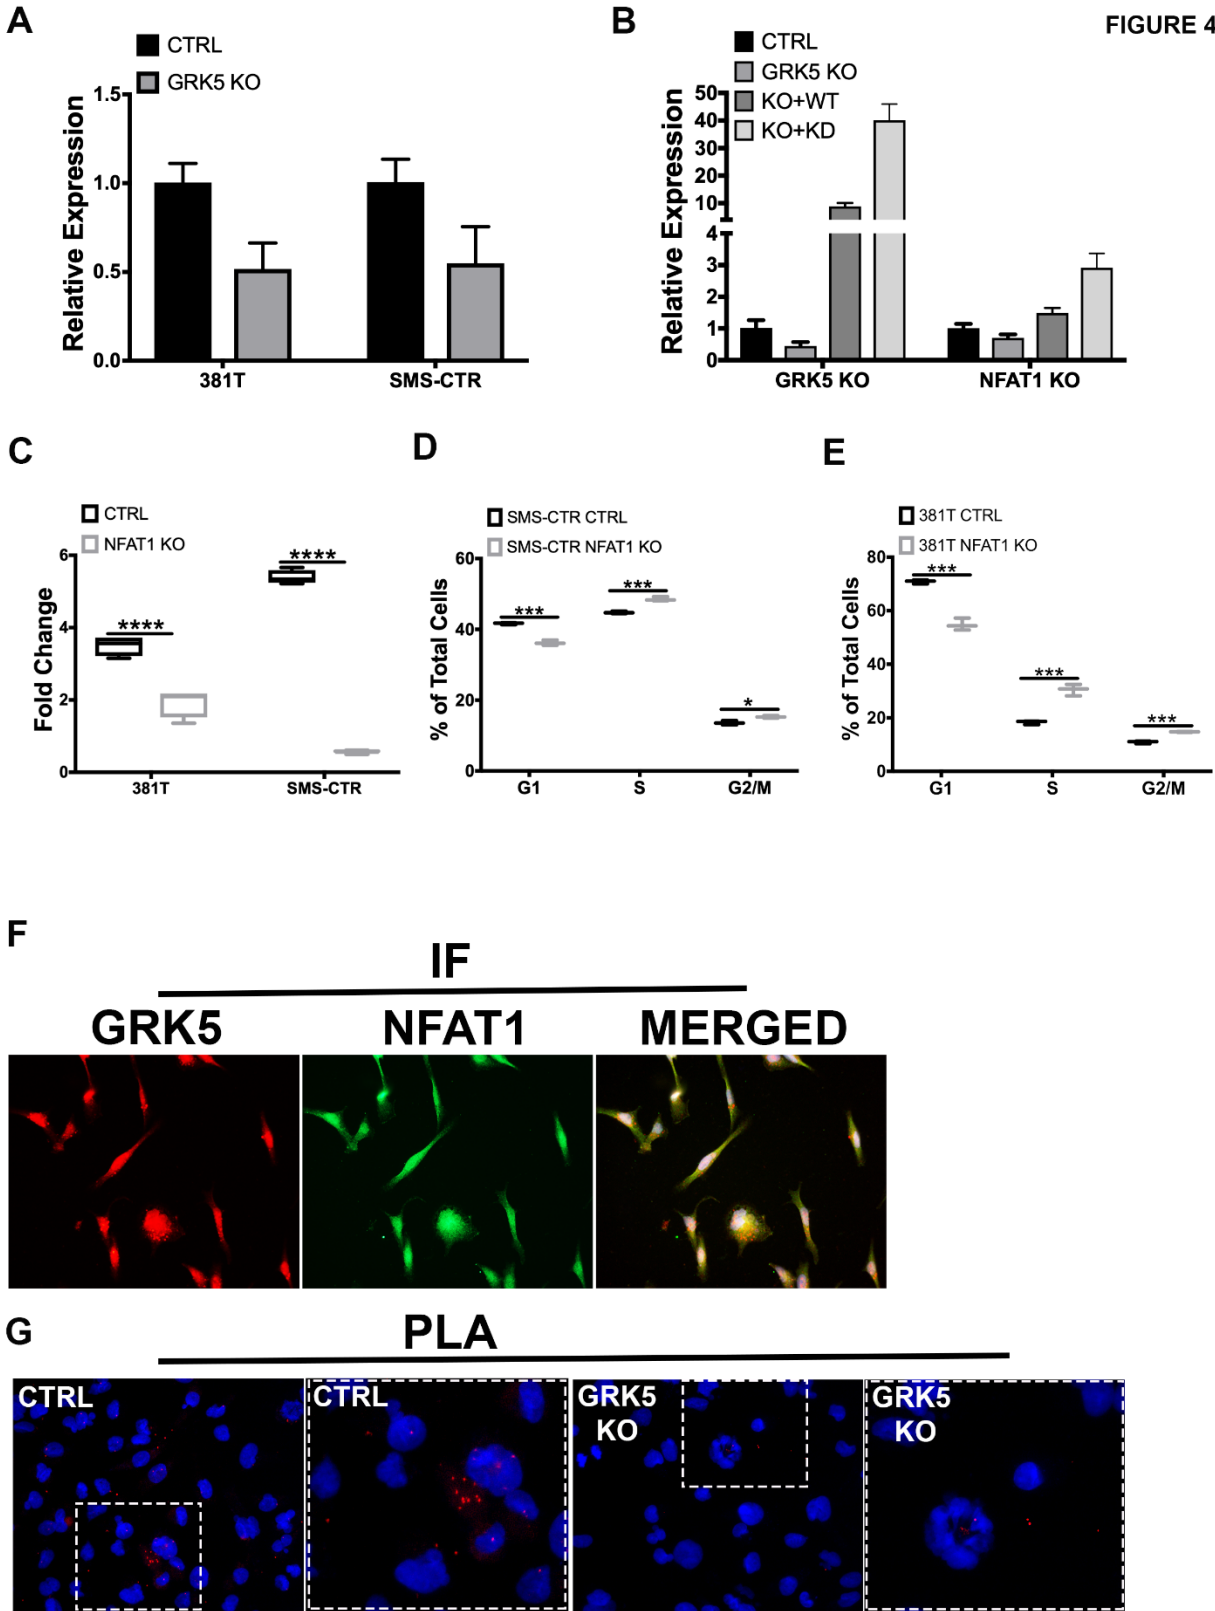 FIGURE 4
A
CTRL
GRK5 KO
Relative Expression
1.5
1.0
0.5
0.0
381T
SMS-CTR
B
CTRL
GRK5 KO
KO+WT
KO+KD
Relative Expression
50
40
30
20
10
4
3
2
1
0
GRK5 KO
NFAT1 KO
C
CTRL
NFAT1 KO
Fold Change
6
4
2
0
****
****
381T
SMS-CTR
D
SMS-CTR CTRL
SMS-CTR NFAT1 KO
% of Total Cells
60
40
20
0
***
***
*
G1
S
G2/M
E
381T CTRL
381T NFAT1 KO
% of Total Cells
80
60
40
20
0
***
***
***
G1
S
G2/M
F
IF
GRK5
NFAT1
MERGED
G
PLA
CTRL
CTRL
GRK5
KO
GRK5
KO